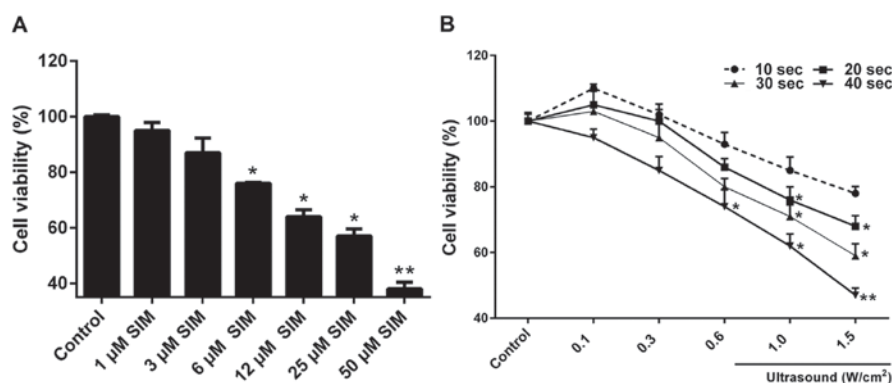 A
Cell viability (%)
120
100
80
60
40
*
*
*
**
Control
1 μM SIM
3 μM SIM
6 μM SIM
12 μM SIM
25 μM SIM
50 μM SIM
B
Cell viability (%)
120
100
80
60
40
10 sec
20 sec
30 sec
40 sec
*
*
*
*
*
*
**
Control
0.1
0.3
0.6
1.0
1.5
Ultrasound (W/cm²)